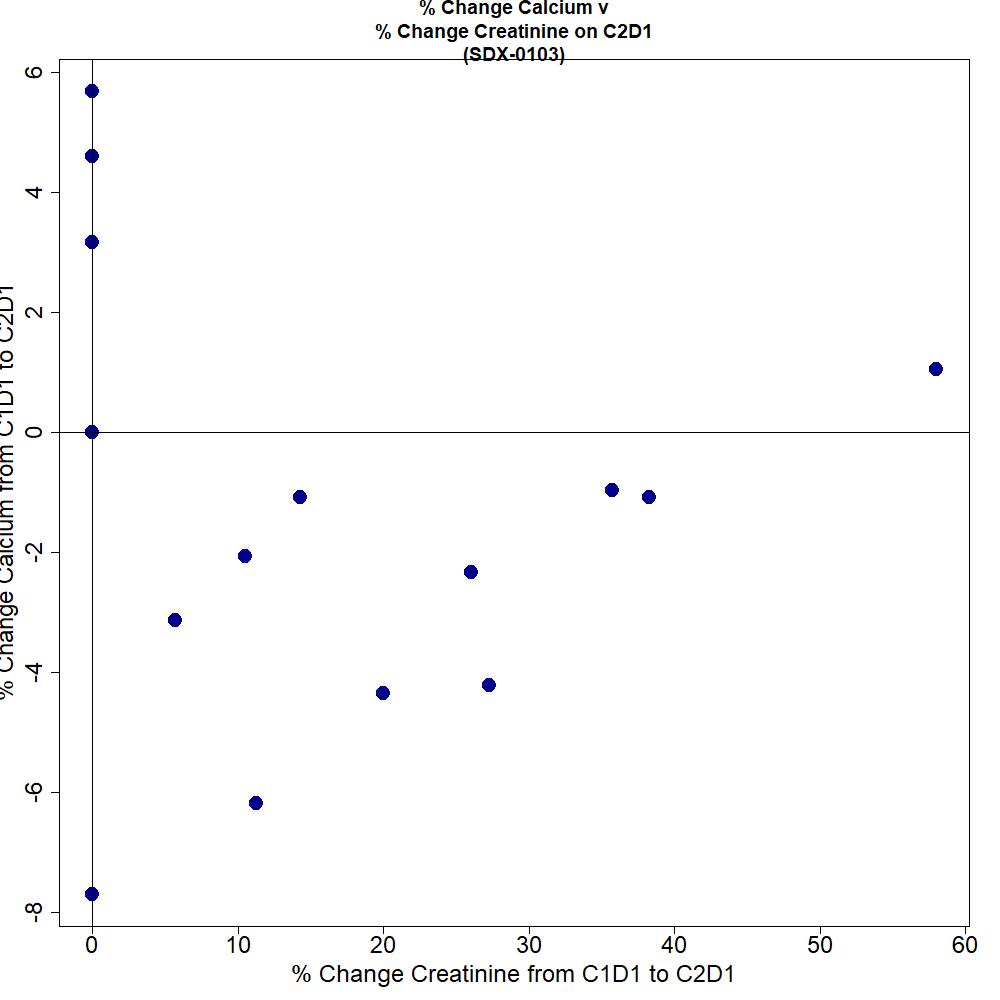 % Change Calcium v
% Change Creatinine on C2D1
(SDX-0103)
% Change Calcium from C1D1 to C2D1
6
4
2
0
-2
-4
-6
-8
0 10 20 30 40 50 60
% Change Creatinine from C1D1 to C2D1